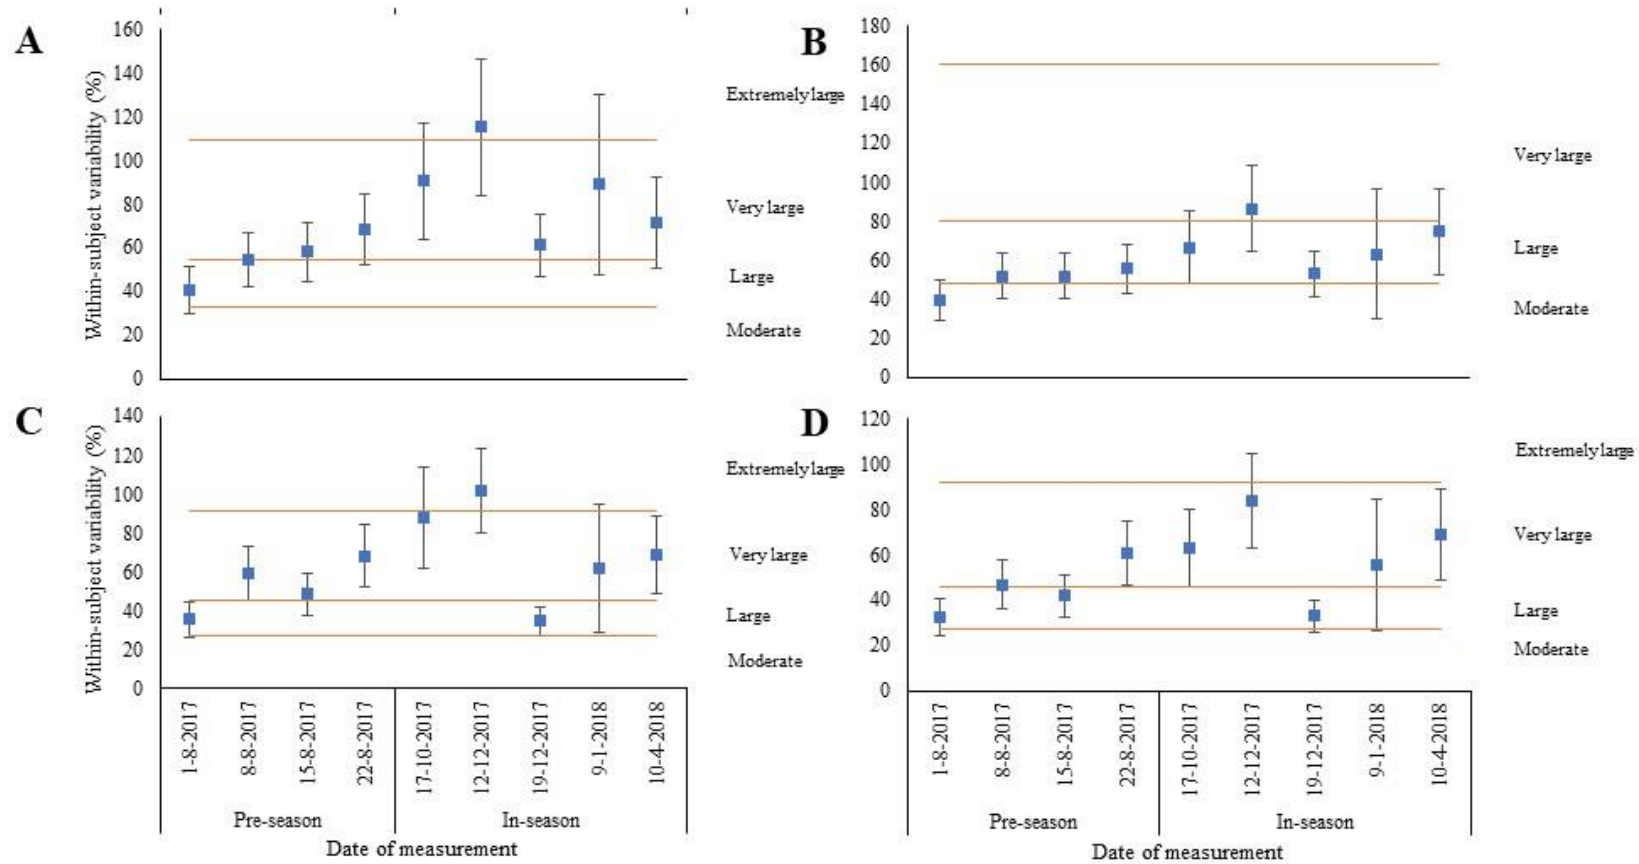 A
Within-subject variability (%)
160
140
120
100
80
60
40
20
0
Extremely large
Very large
Large
Moderate
B
180
160
140
120
100
80
60
40
20
0
Very large
Large
Moderate
C
Within-subject variability (%)
140
120
100
80
60
40
20
0
Extremely large
Very large
Large
Moderate
1-8-2017
8-8-2017
15-8-2017
22-8-2017
17-10-2017
12-12-2017
19-12-2017
9-1-2018
10-4-2018
Pre-season
In-season
Date of measurement
D
120
100
80
60
40
20
0
Extremely large
Very large
Large
Moderate
1-8-2017
8-8-2017
15-8-2017
22-8-2017
17-10-2017
12-12-2017
19-12-2017
9-1-2018
10-4-2018
Pre-season
In-season
Date of measurement